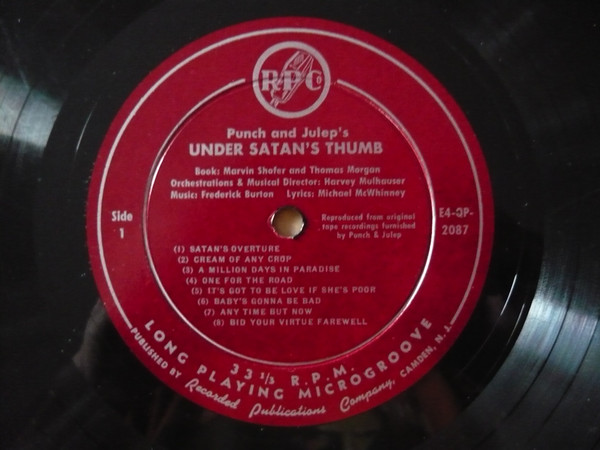 RPC
Punch and Julep's
UNDER SATAN'S THUMB
Book: Marvin Shofer and Thomas Morgan
Orchestrations & Musical Director: Harvey Mulhauser
Music: Frederick Burton Lyrics: Michael McWhinney
Side
1
Reproduced from original
tape recordings furnished
by Punch & Julep
E4-QP-
2087
(1) SATAN'S OVERTURE
(2) CREAM OF ANY CROP
(3) A MILLION DAYS IN PARADISE
(4) ONE FOR THE ROAD
(5) IT'S GOT TO BE LOVE IF SHE'S POOR
(6) BABY'S GONNA BE BAD
(7) ANY TIME BUT NOW
(8) BID YOUR VIRTUE FAREWELL
33 1/3 R.P.M.
LONG PLAYING MICROGROOVE
PUBLISHED BY Recorded Publications Company, CAMDEN, N. J.